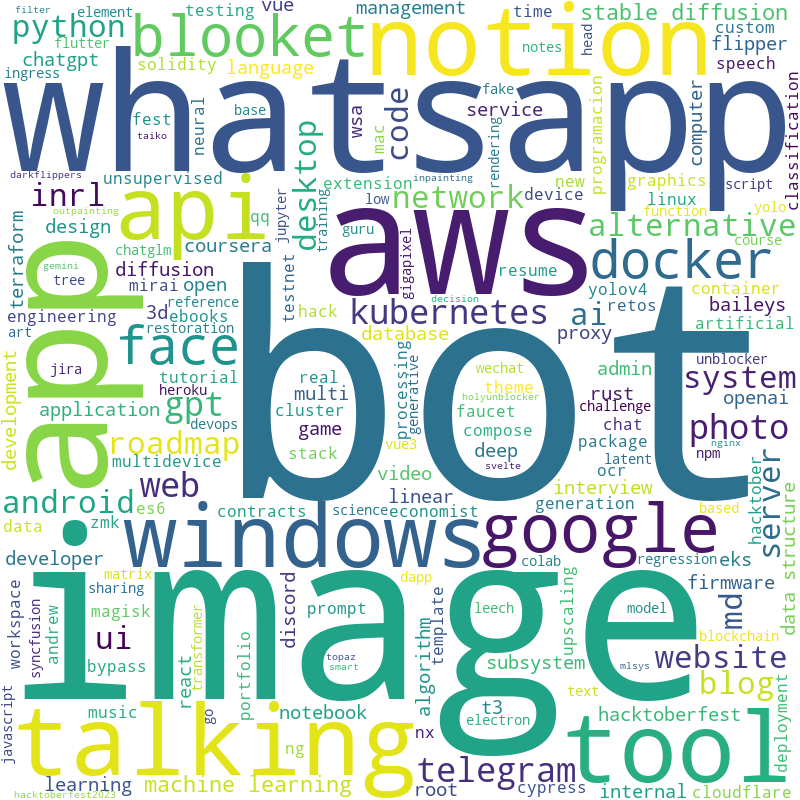 filter
element
testing
vue
management
time
stable diffusion
python
blooket
notion
custom
flutter
notes
head
flipper
chatgpt
solidity
language
speech
ingress
whatsapp
fake
service
base
fest
taiko
neural
wsa
mac
code
rendering
programacion
computer
classification
darkflippers
unsupervised
inpainting
script
extension
low
device
new
graphics
linux
function
yolo
inrl
api
desktop
network
outpainting
qq
jupyter
training
aws
alternative
course
design
coursera
guru
terraform
chatglm
gemini
tree
diffusion
gigapixel
resume
docker
mirai
open
testnet
decision
yolov4
container
engineering
reference
3d
ebooks
hack
kubernetes
ai
retos
baileys
art
restoration
database
proxy
artificial
app
face
bot
jira
tutorial
real
wechat
admin
unblocker
heroku
multi
processing
generative
theme
rust
system
development
application
gpt
cluster
holyunblocker
faucet
challenge
openai
devops
game
compose
chat
photo
roadmap
stack
vue3
deep
package
nginx
multidevice
svelte
ocr
latent
npm
web
video
android
es6
linear
generation
interview
based
server
hacktober
data structure
data
zmk
contracts
science
economist
windows
google
developer
colab
regression
eks
matrix
dapp
firmware
sharing
image
workspace
syncfusion
andrew
magisk
discord
prompt
template
leech
model
md
bypass
react
transformer
algorithm
upscaling
blockchain
ui
portfolio
topaz
smart
subsystem
mlsys
website
text
blog
javascript
music
go
notebook
t3
electron
hacktoberfest
deployment
talking
nx
tool
ng
telegram
learning
machine learning
root
cypress
internal
cloudflare
hacktoberfest2023